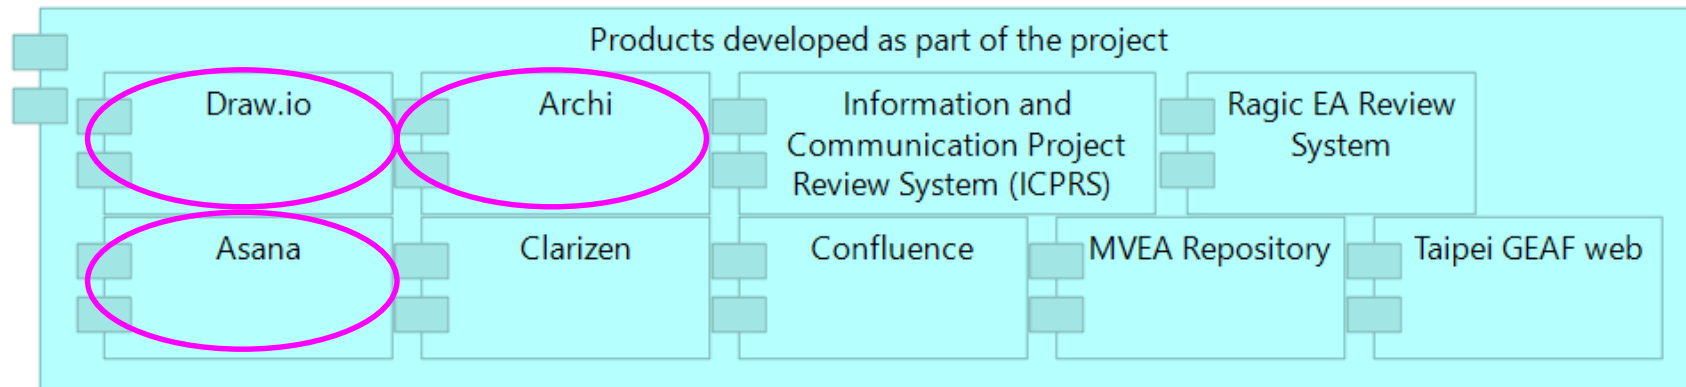 Products developed as part of the project
Draw.io
Archi
Information and
Communication Project
Review System (ICPRS)
Ragic EA Review
System
Asana
Clarizen
Confluence
MVEA Repository
Taipei GEAF web